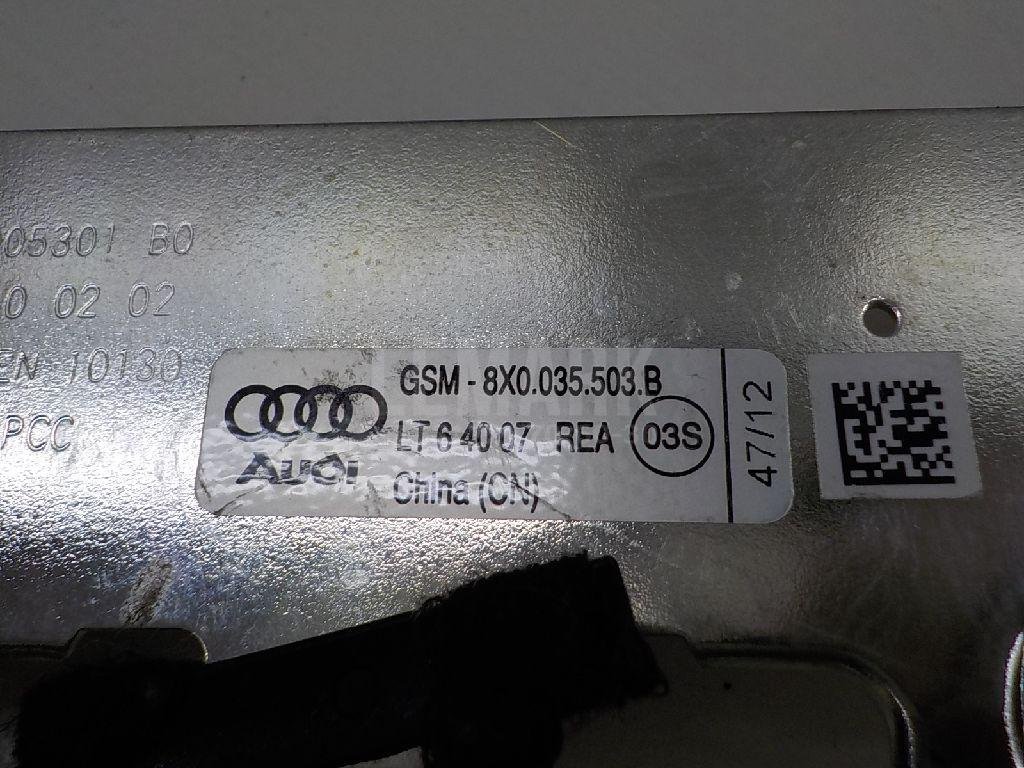 05301 B0
0 02 02
EN 10130
PCC
GSM - 8X0.035.503.B
LT 6 40 07 REA 03S
AUDI
China (CN)
47/12